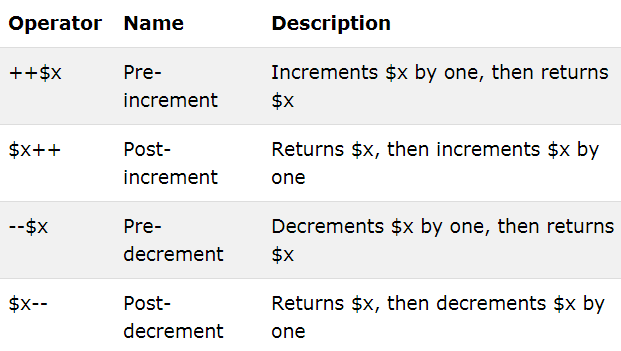 Operator Name Description
++$x Pre- Increments $x by one, then returns
increment $x
$x++ Post- Returns $x, then increments $x by
increment one
--$x Pre- Decrements $x by one, then returns
decrement $x
$x-- Post- Returns $x, then decrements $x by
decrement one